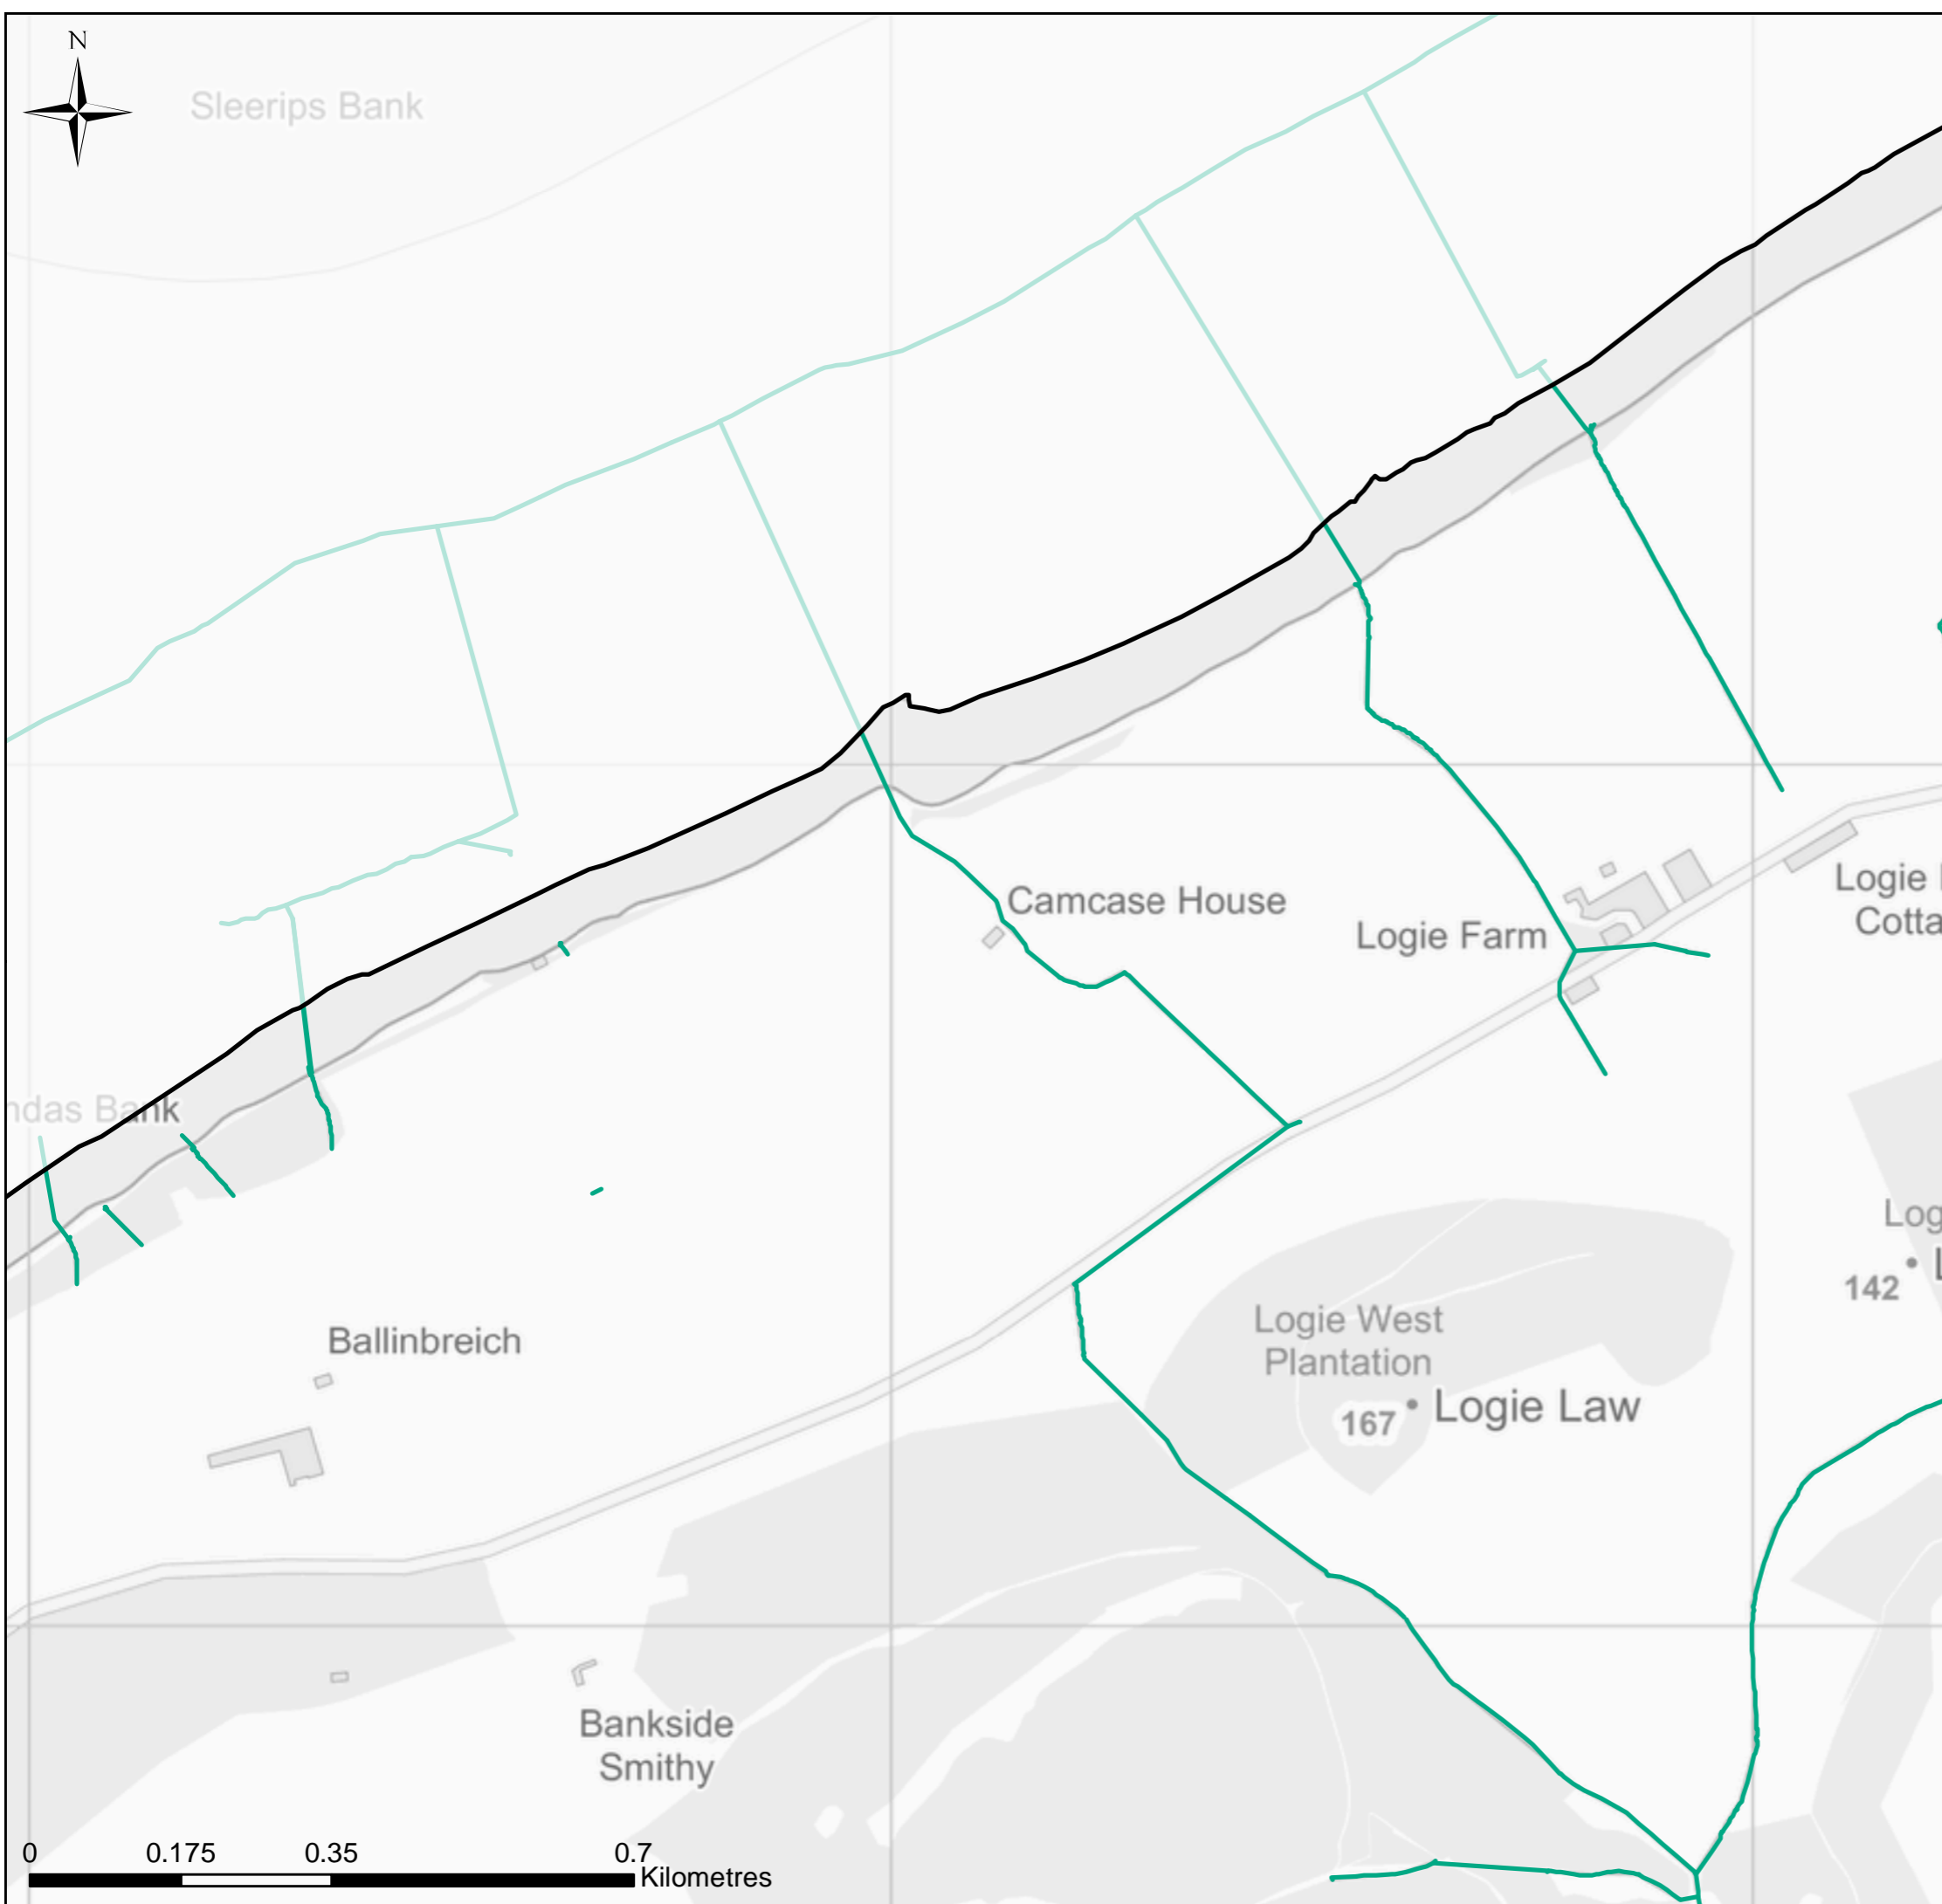 N
Sleerips Bank
Camcase House
Logie Farm
Logie
Cotta
ndas Bank
Log
142
Ballinbreich
Logie West
Plantation
167
Logie Law
Bankside
Smithy
0 0.175 0.35 0.7
Kilometres